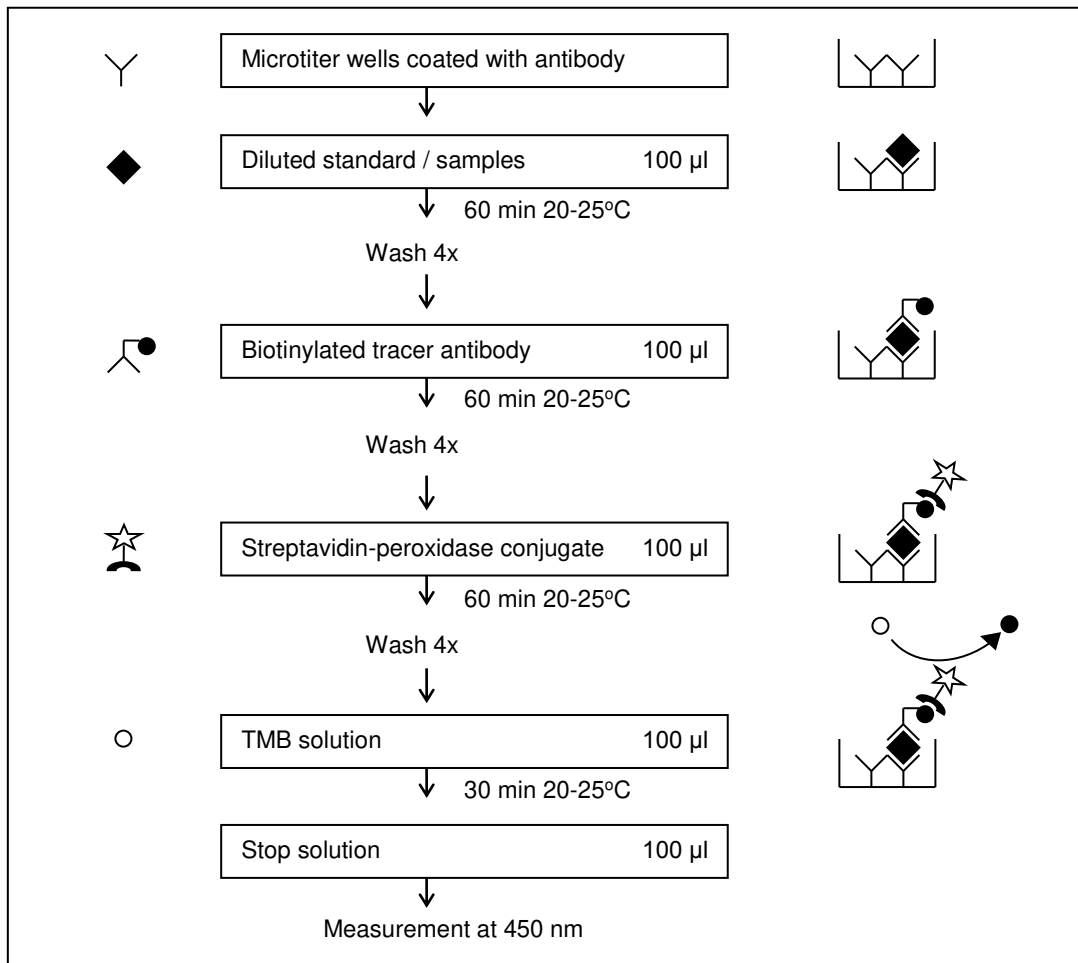 Microtiter wells coated with antibody
Diluted standard / samples 100 µl
60 min 20-25°C
Wash 4x
Biotinylated tracer antibody 100 µl
60 min 20-25°C
Wash 4x
Streptavidin-peroxidase conjugate 100 µl
60 min 20-25°C
Wash 4x
TMB solution 100 µl
30 min 20-25°C
Stop solution 100 µl
Measurement at 450 nm